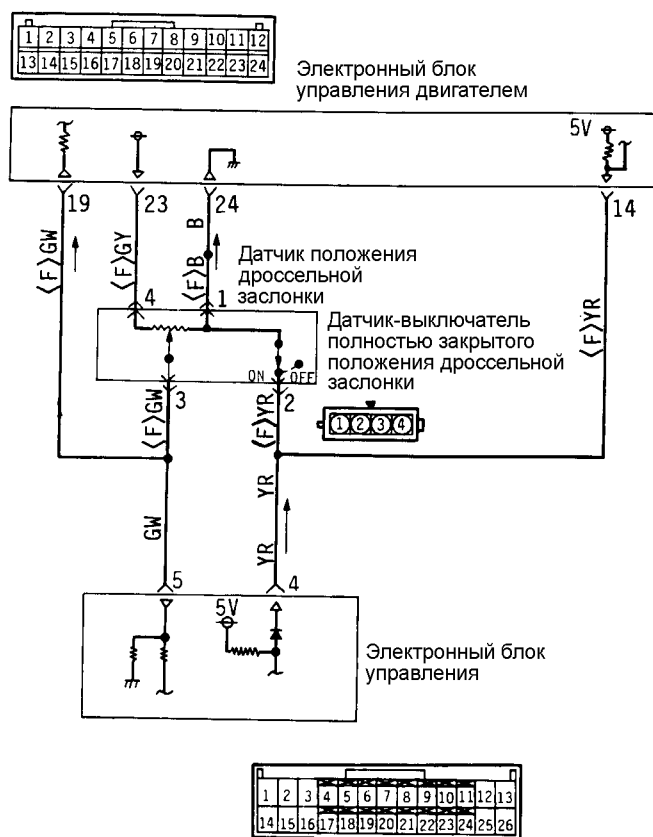 1 2 3 4 5 6 7 8 9 10 11 12
13 14 15 16 17 18 19 20 21 22 23 24
Электронный блок
управления двигателем
5V
19 23 24 14
〈F〉GW
〈F〉GY
〈F〉B
B
〈F〉YR
Датчик положения
дроссельной
заслонки
4 1
Датчик-выключатель
полностью закрытого
положения дроссельной
заслонки
ON OFF
3 2
〈F〉GW
〈F〉YR
1 2 3 4
GW
YR
YR
5 4
5V
Электронный блок
управления
1 2 3 4 5 6 7 8 9 10 11 12 13
14 15 16 17 18 19 20 21 22 23 24 25 26